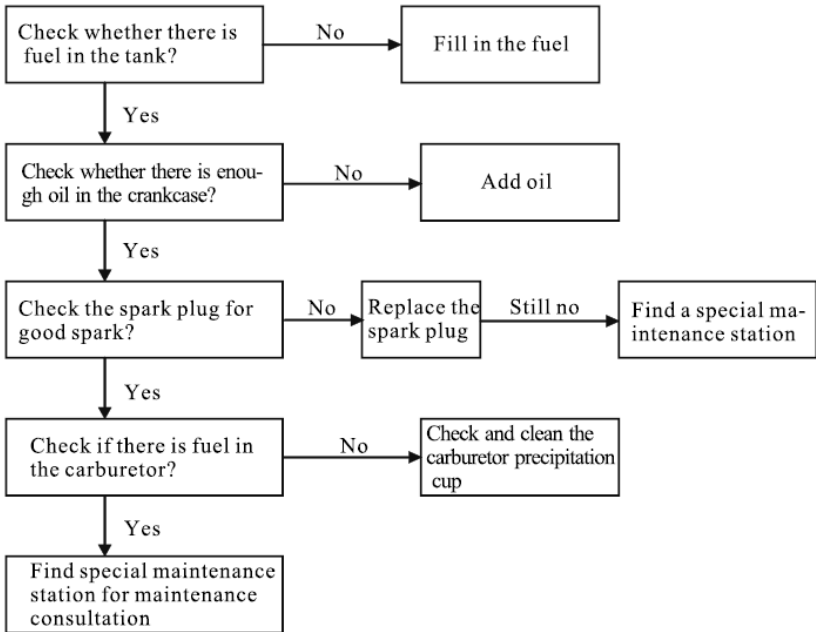 Check whether there is
fuel in the tank?
No
Fill in the fuel
Yes
Check whether there is enou-
gh oil in the crankcase?
No
Add oil
Yes
Check the spark plug for
good spark?
No
Replace the
spark plug
Still no
Find a special ma-
intenance station
Yes
Check if there is fuel in
the carburetor?
No
Check and clean the
carburetor precipitation
cup
Yes
Find special maintenance
station for maintenance
consultation